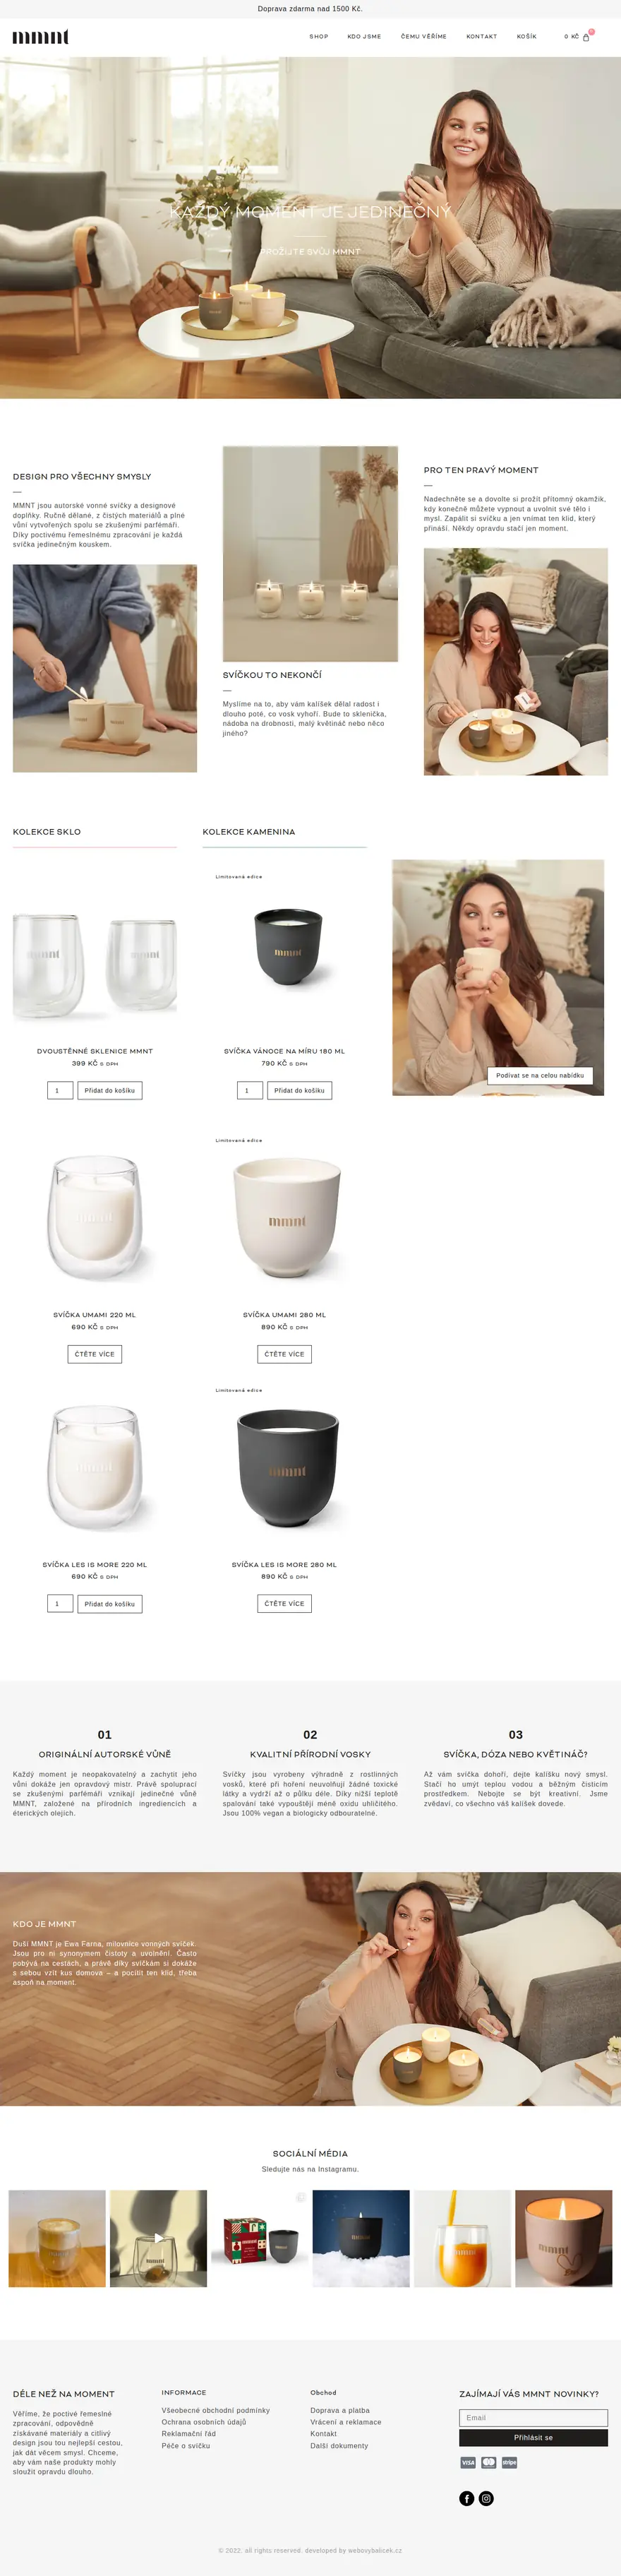 Doprava zdarma nad 1500 Kč.
mmnt
SHOP
KDO JSME
ČEMU VĚŘÍME
KONTAKT
KOŠÍK
0 KČ
KAŽDÝ MOMENT JE JEDINEČNÝ
PROŽIJTE SVŮJ MMNT
DESIGN PRO VŠECHNY SMYSLY
MMNT jsou autorské vonné svíčky a designové
doplňky. Ručně dělané, z čistých materiálů a plné
vůní vytvořených spolu se zkušenými parfémáři.
Díky poctivému řemeslnému zpracování je každá
svíčka jedinečným kouskem.
SVÍČKOU TO NEKONČÍ
Myslíme na to, aby vám kalíšek dělal radost i
dlouho poté, co vosk vyhoří. Bude to sklenička,
nádoba na drobnosti, malý květináč nebo něco
jiného?
PRO TEN PRAVÝ MOMENT
Nadechněte se a dovolte si prožít přítomný okamžik,
kdy konečně můžete vypnout a uvolnit své tělo i
mysl. Zapálit si svíčku a jen vnímat ten klid, který
přináší. Někdy opravdu stačí jen moment.
KOLEKCE SKLO
KOLEKCE KAMENINA
Limitovaná edice
mmnt
mmnt
mmnt
DVOUSTĚNNÉ SKLENICE MMNT
399 KČ S DPH
1
Přidat do košíku
SVÍČKA VÁNOCE NA MÍRU 180 ML
790 KČ S DPH
1
Přidat do košíku
Podívat se na celou nabídku
Limitovaná edice
mmnt
mmnt
SVÍČKA UMAMI 220 ML
690 KČ S DPH
ČTĚTE VÍCE
SVÍČKA UMAMI 280 ML
890 KČ S DPH
ČTĚTE VÍCE
Limitovaná edice
mmnt
mmnt
SVÍČKA LES IS MORE 220 ML
690 KČ S DPH
1
Přidat do košíku
SVÍČKA LES IS MORE 280 ML
890 KČ S DPH
ČTĚTE VÍCE
01
ORIGINÁLNÍ AUTORSKÉ VŮNĚ
Každý moment je neopakovatelný a zachytit jeho
vůni dokáže jen opravdový mistr. Právě spoluprací
se zkušenými parfémáři vznikají jedinečné vůně
MMNT, založené na přírodních ingrediencích a
éterických olejích.
02
KVALITNÍ PŘÍRODNÍ VOSKY
Svíčky jsou vyrobeny výhradně z rostlinných
vosků, které při hoření neuvolňují žádné toxické
látky a vydrží až o půlku déle. Díky nižší teplotě
spalování také vypouštějí méně oxidu uhličitého.
Jsou 100% vegan a biologicky odbouratelné.
03
SVÍČKA, DÓZA NEBO KVĚTINÁČ?
Až vám svíčka dohoří, dejte kalíšku nový smysl.
Stačí ho umýt teplou vodou a běžným čisticím
prostředkem. Nebojte se být kreativní. Jsme
zvědaví, co všechno váš kalíšek dovede.
KDO JE MMNT
Duší MMNT je Ewa Farna, milovnice vonných svíček.
Jsou pro ni synonymem čistoty a uvolnění. Často
pobývá na cestách, a právě díky svíčkám si dokáže
s sebou vzít kus domova – a pocítit ten klid, třeba
aspoň na moment.
SOCIÁLNÍ MÉDIA
Sledujte nás na Instagramu.
DÉLE NEŽ NA MOMENT
Věříme, že poctivé řemeslné
zpracování, odpovědně
získávané materiály a citlivý
design jsou tou nejlepší cestou,
jak dát věcem smysl. Chceme,
aby vám naše produkty mohly
sloužit opravdu dlouho.
INFORMACE
Všeobecné obchodní podmínky
Ochrana osobních údajů
Reklamační řád
Péče o svíčku
Obchod
Doprava a platba
Vrácení a reklamace
Kontakt
Další dokumenty
ZAJÍMAJÍ VÁS MMNT NOVINKY?
Email
Přihlásit se
VISA
stripe
© 2022, all rights reserved. developed by webovybalicek.cz